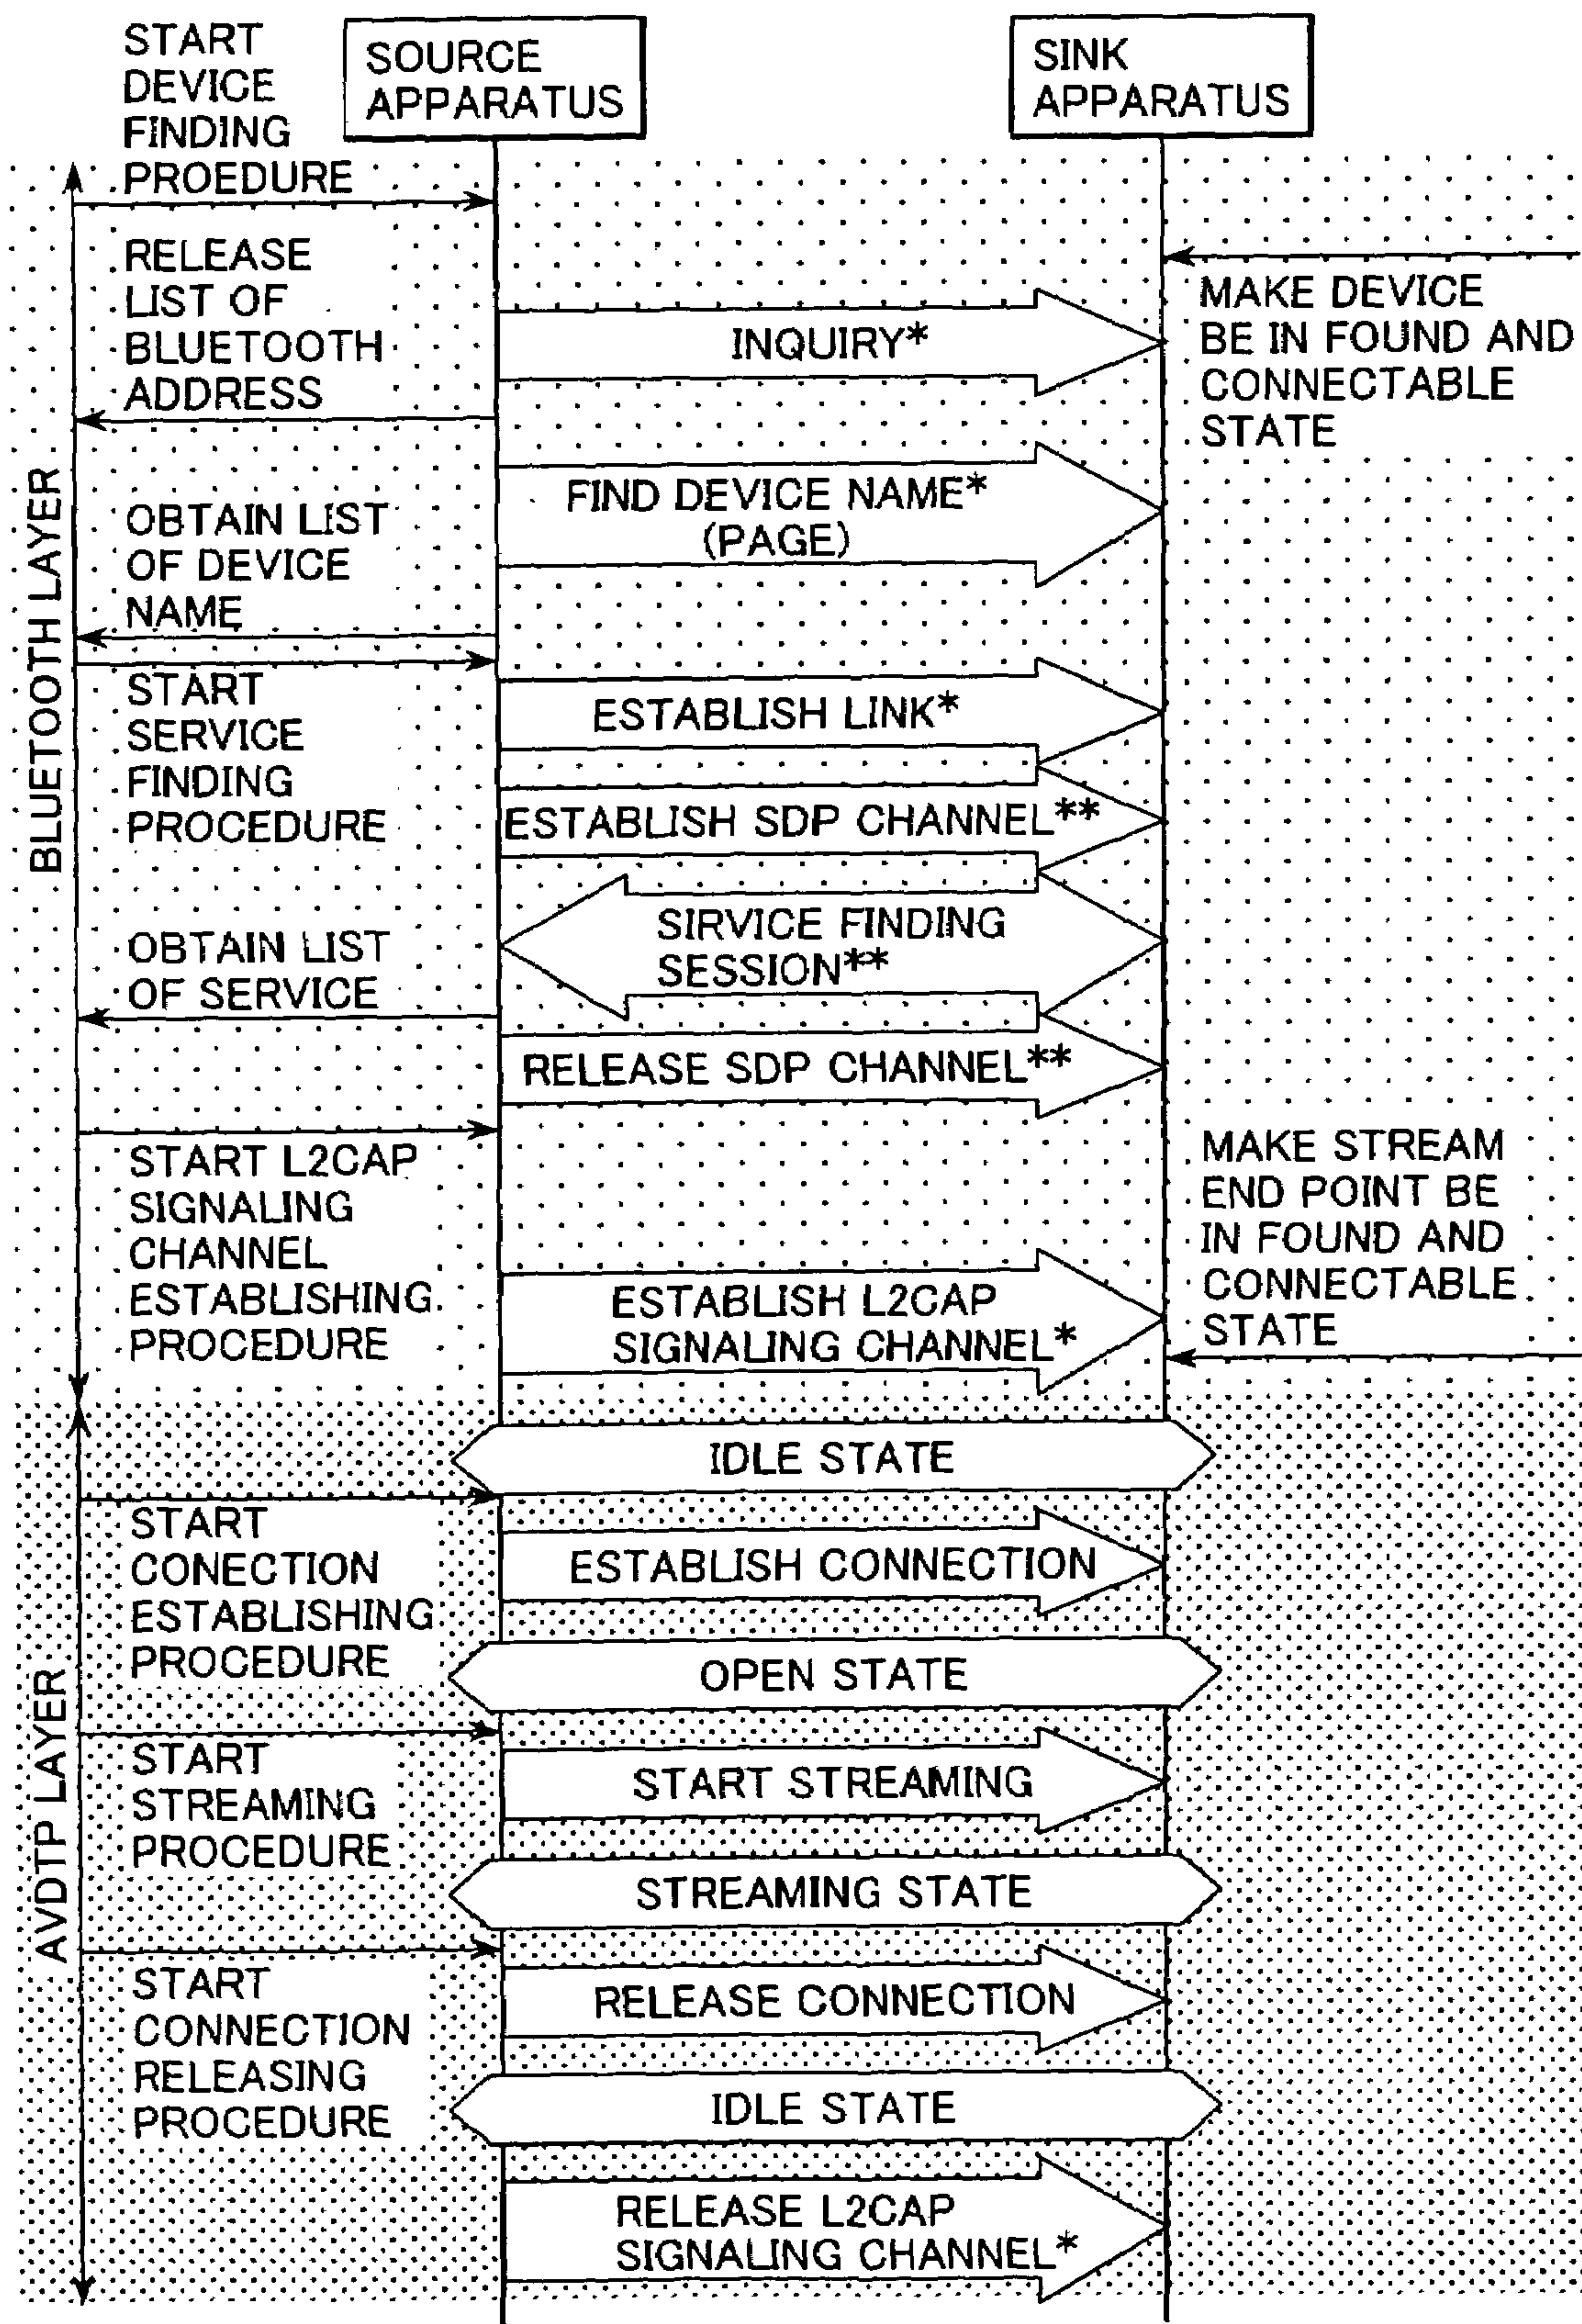 START
DEVICE
FINDING
PROEDURE
SOURCE
APPARATUS
SINK
APPARATUS
RELEASE
LIST OF
BLUETOOTH
ADDRESS
INQUIRY*
MAKE DEVICE
BE IN FOUND AND
CONNECTABLE
STATE
FIND DEVICE NAME*
(PAGE)
OBTAIN LIST
OF DEVICE
NAME
BLUETOOTH LAYER
START
SERVICE
FINDING
PROCEDURE
ESTABLISH LINK*
ESTABLISH SDP CHANNEL**
SIRVICE FINDING
SESSION**
OBTAIN LIST
OF SERVICE
RELEASE SDP CHANNEL**
START L2CAP
SIGNALING
CHANNEL
ESTABLISHING
PROCEDURE
ESTABLISH L2CAP
SIGNALING CHANNEL*
MAKE STREAM
END POINT BE
IN FOUND AND
CONNECTABLE
STATE
IDLE STATE
START
CONECTION
ESTABLISHING
PROCEDURE
ESTABLISH CONNECTION
OPEN STATE
AVDTP LAYER
START
STREAMING
PROCEDURE
START STREAMING
STREAMING STATE
START
CONNECTION
RELEASING
PROCEDURE
RELEASE CONNECTION
IDLE STATE
RELEASE L2CAP
SIGNALING CHANNEL*